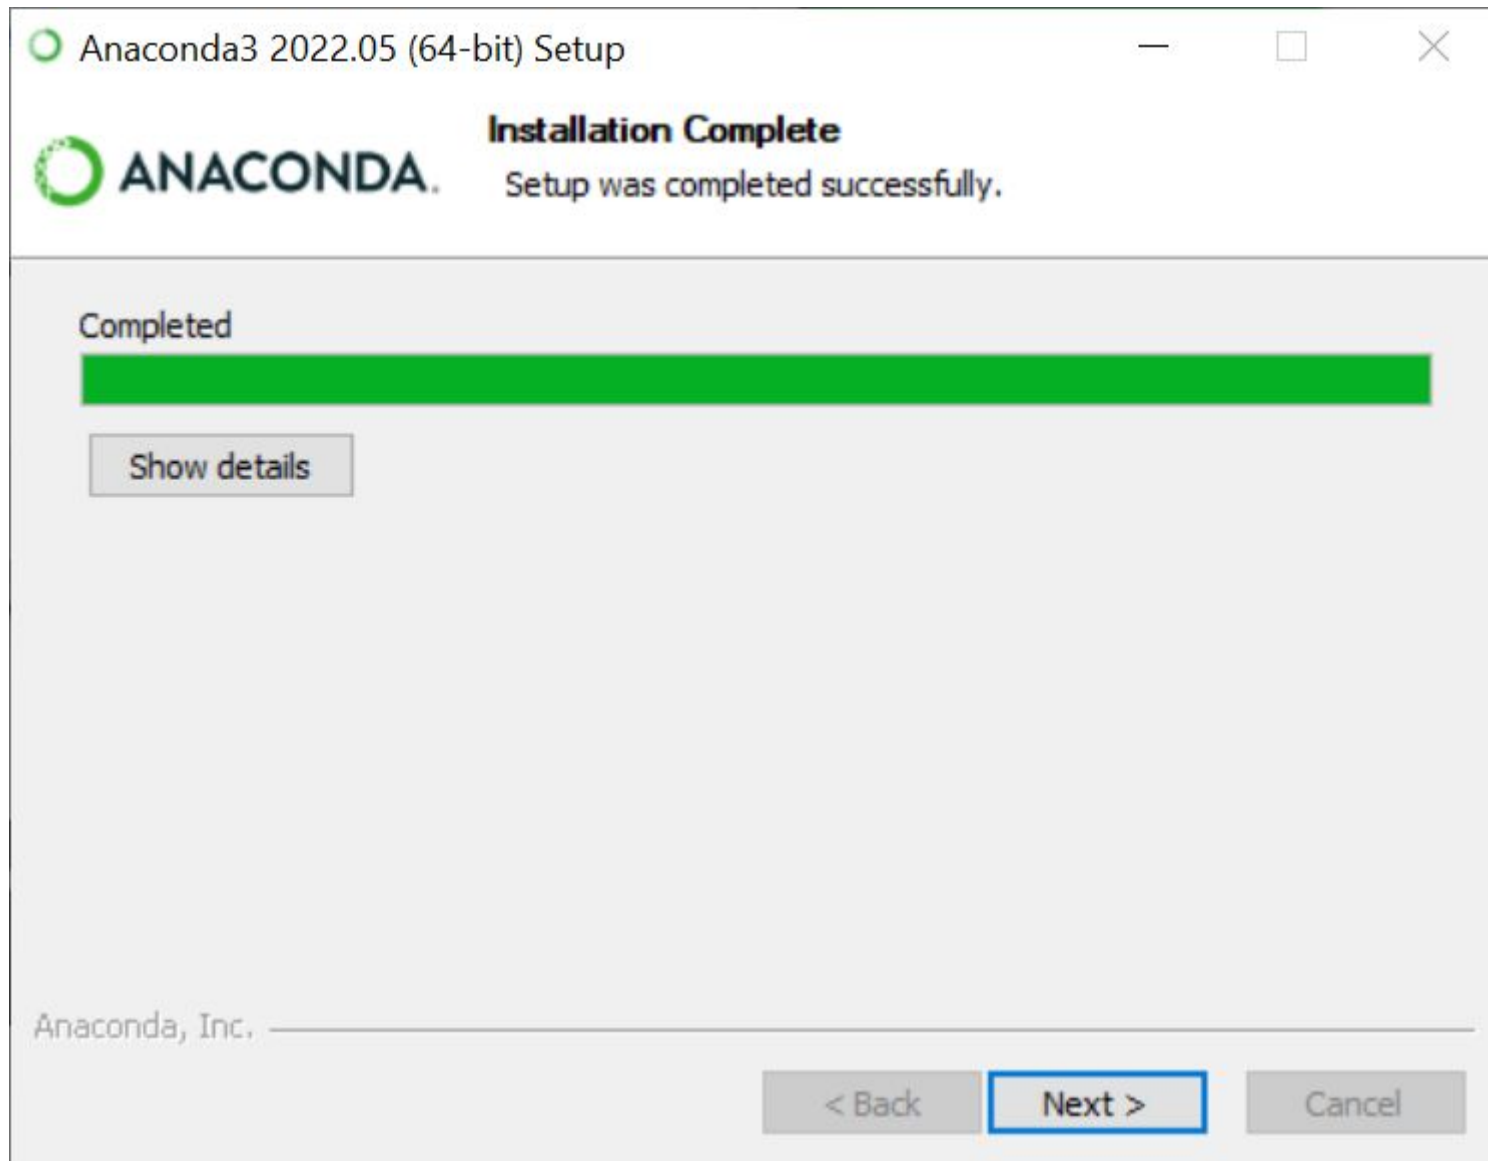 Anaconda3 2022.05 (64-bit) Setup
ANACONDA.
Installation Complete
Setup was completed successfully.
Completed
Show details
Anaconda, Inc.
< Back
Next >
Cancel